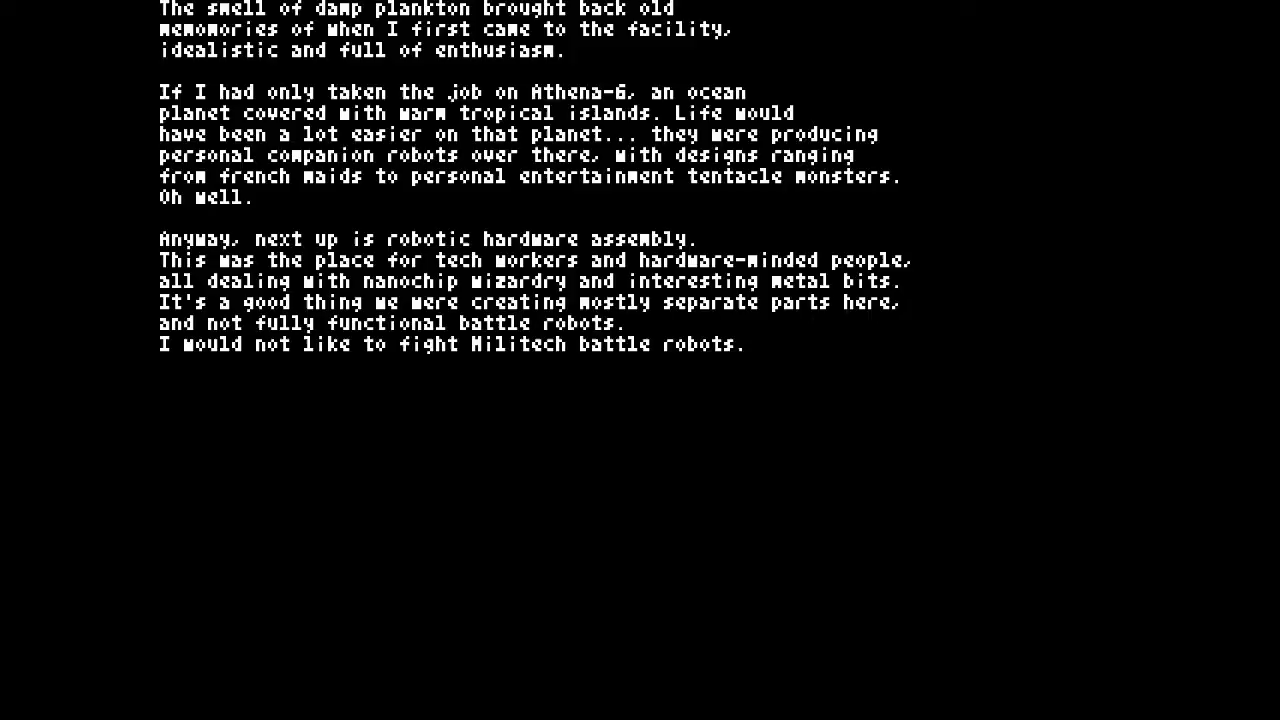 The smell of damp plankton brought back old
memomories of when I first came to the facility,
idealistic and full of enthusiasm.
If I had only taken the job on Athena-6, an ocean
planet covered with warm tropical islands. Life would
have been a lot easier on that planet... they were producing
personal companion robots over there, with designs ranging
from french maids to personal entertainment tentacle monsters.
Oh well.
Anyway, next up is robotic hardware assembly.
This was the place for tech workers and hardware-minded people,
all dealing with nanochip wizardry and interesting metal bits.
It's a good thing we were creating mostly separate parts here,
and not fully functional battle robots.
I would not like to fight Militech battle robots.